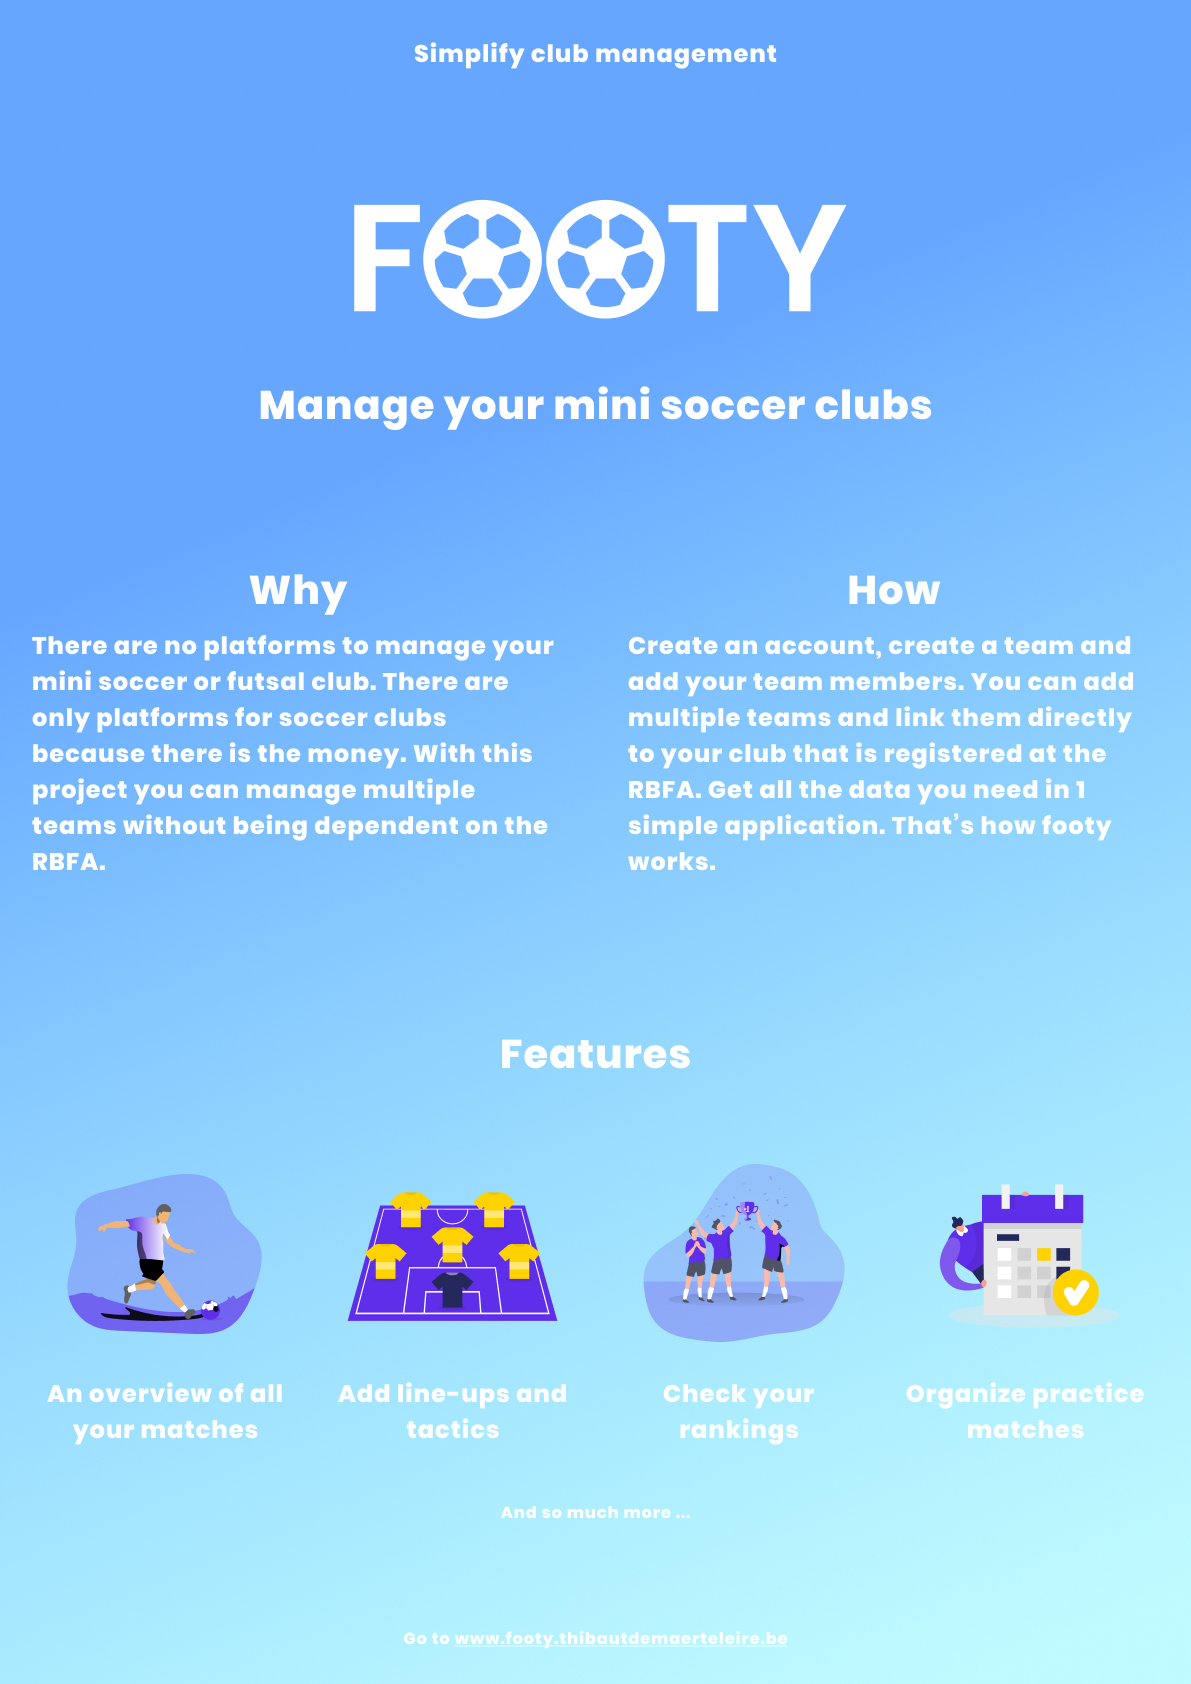 Simplify club management
FOOTY
Manage your mini soccer clubs
Why
There are no platforms to manage your
mini soccer or futsal club. There are
only platforms for soccer clubs
because there is the money. With this
project you can manage multiple
teams without being dependent on the
RBFA.
How
Create an account, create a team and
add your team members. You can add
multiple teams and link them directly
to your club that is registered at the
RBFA. Get all the data you need in 1
simple application. That’s how footy
works.
Features
An overview of all
your matches
Add line-ups and
tactics
Check your
rankings
Organize practice
matches
And so much more ...
Go to www.footy.thibautdemaerteleire.be